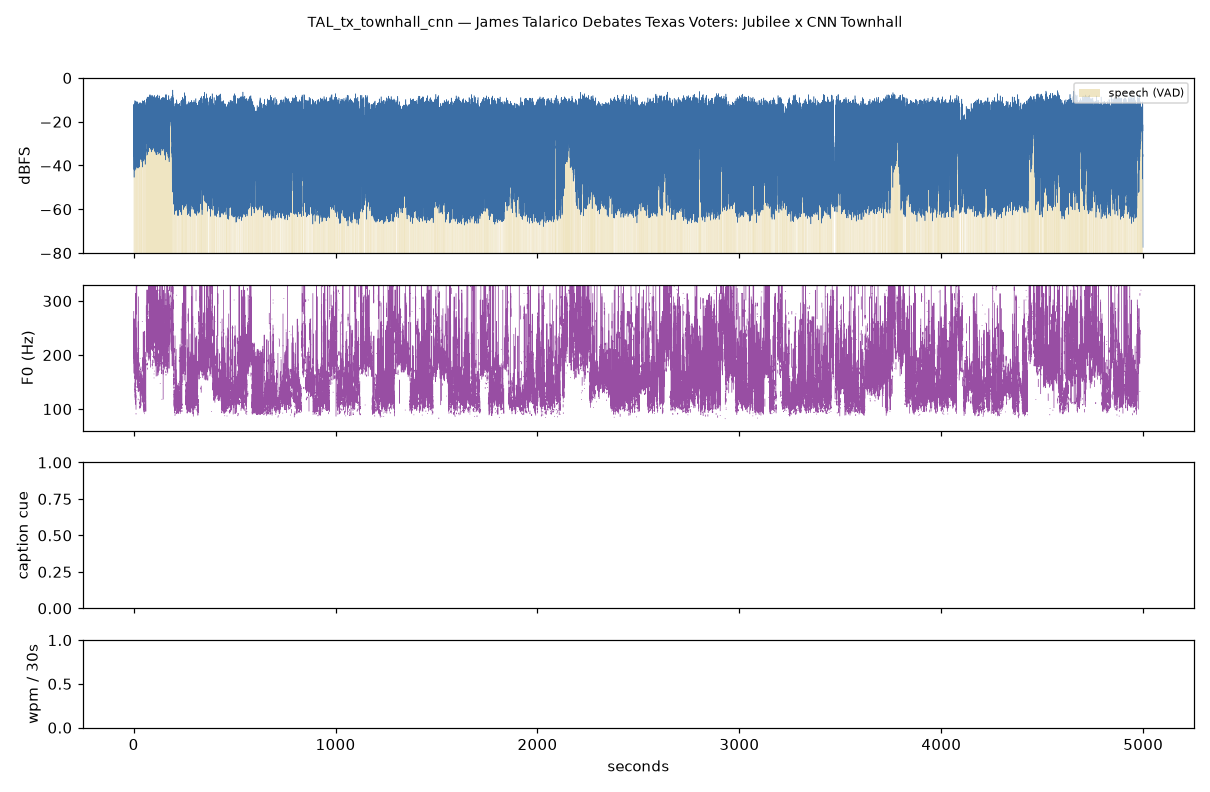 TAL_tx_townhall_cnn — James Talarico Debates Texas Voters: Jubilee x CNN Townhall
0
−20
−40
−60
−80
dBFS
speech (VAD)
300
200
100
F0 (Hz)
1.00
0.75
0.50
0.25
0.00
caption cue
1.0
0.5
0.0
wpm / 30s
0 1000 2000 3000 4000 5000
seconds